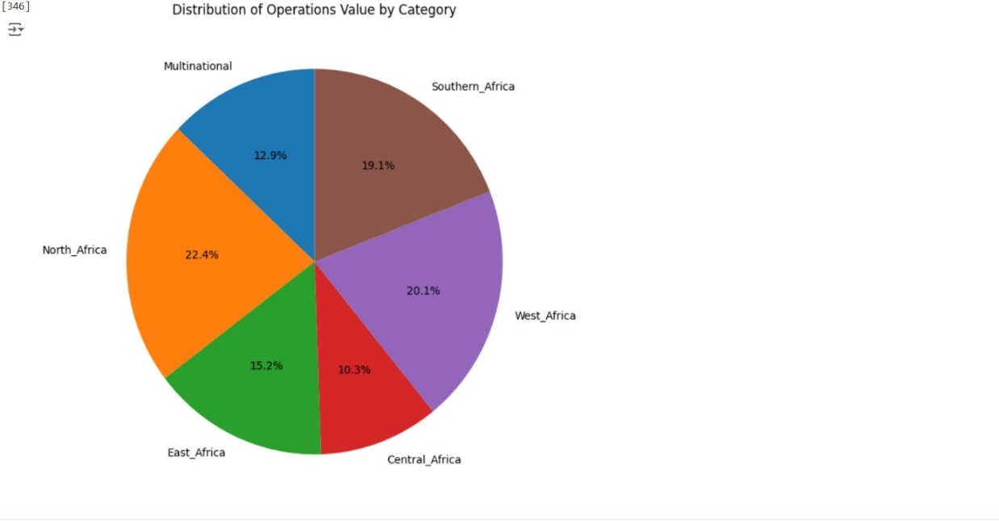 [346]
Distribution of Operations Value by Category
Multinational
Southern_Africa
12.9%
19.1%
North_Africa
22.4%
20.1%
West_Africa
15.2%
10.3%
East_Africa
Central_Africa